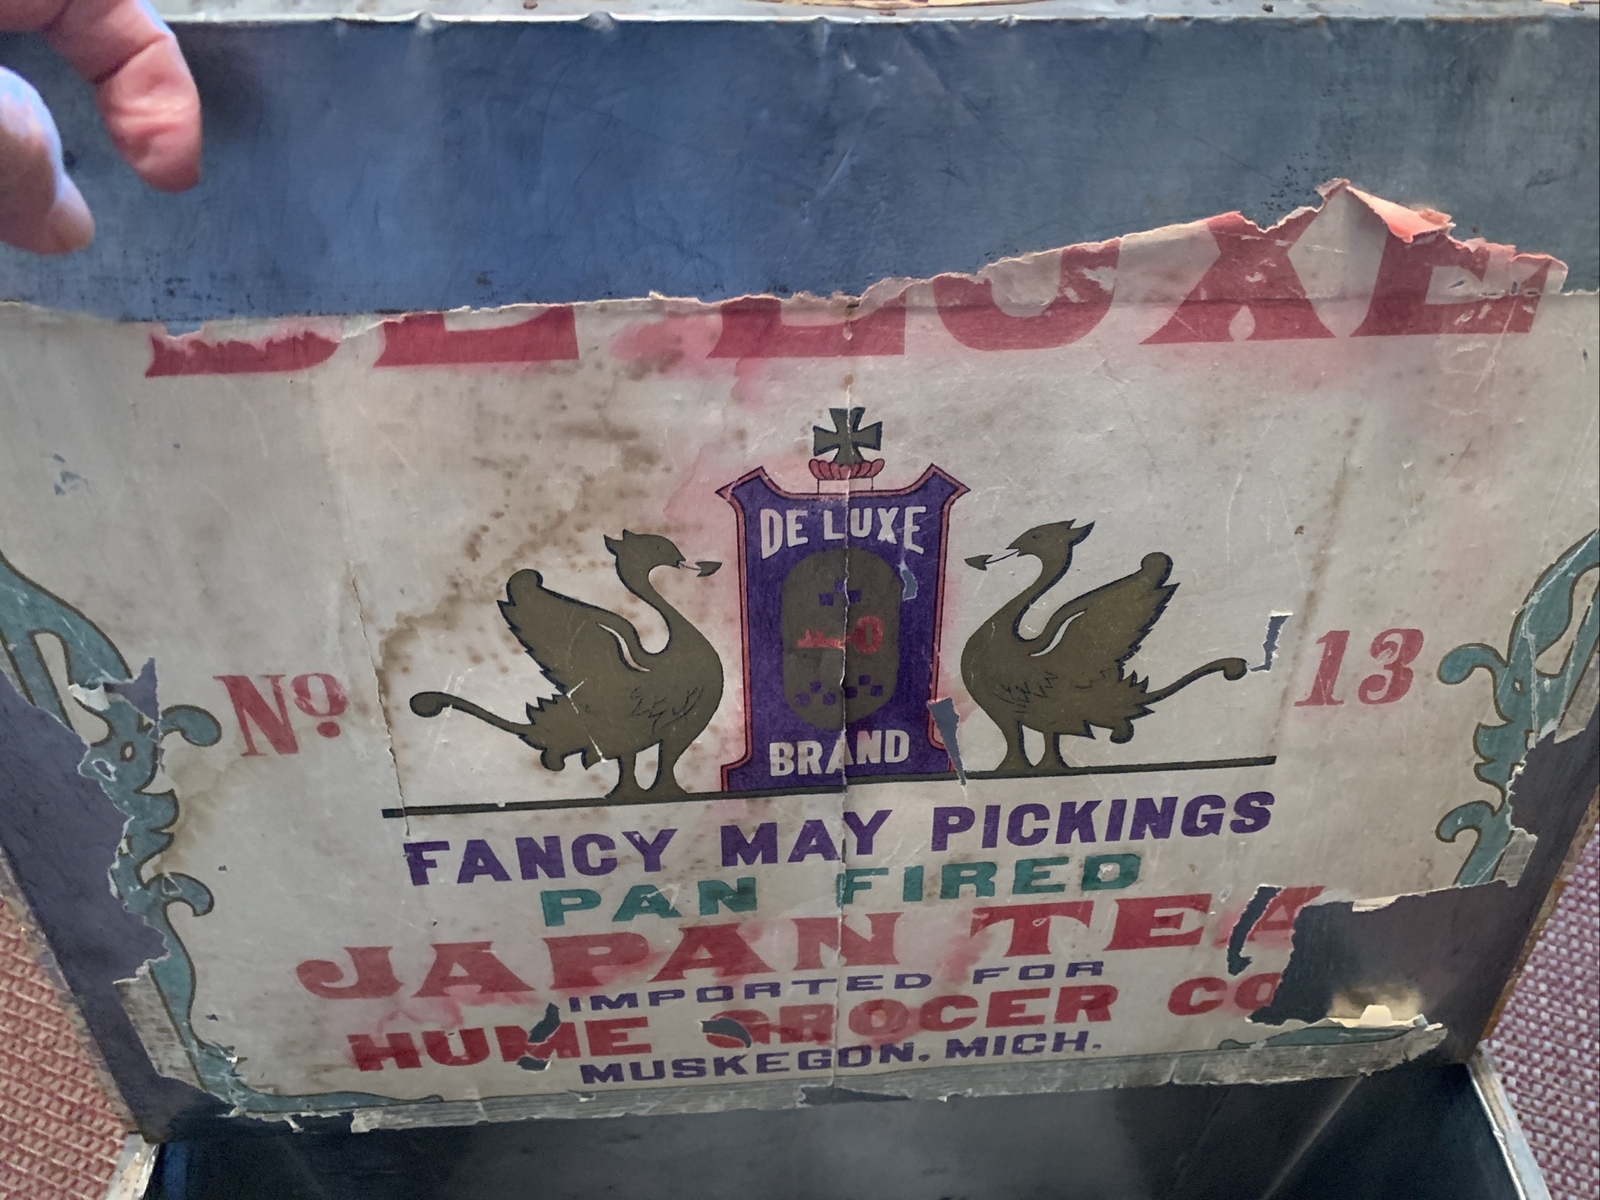 DE LUXE
DE LUXE
BRAND
Nº 13
FANCY MAY PICKINGS
PAN FIRED
JAPAN TEA
IMPORTED FOR
HUME GROCER CO
MUSKEGON. MICH.